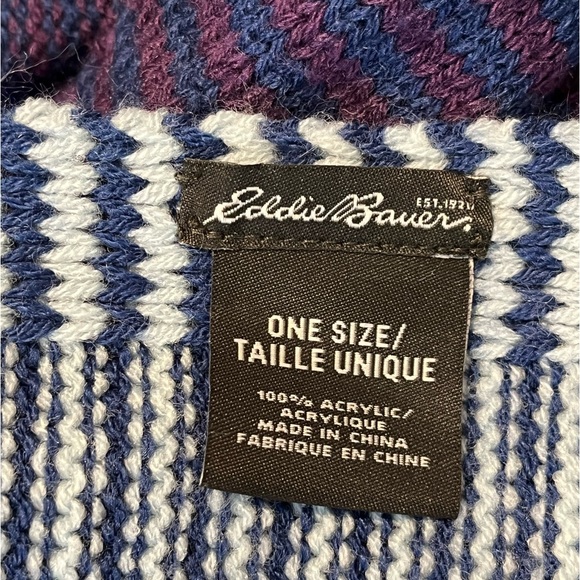 Eddie Bauer
EST. 1920
ONE SIZE/
TAILLE UNIQUE
100% ACRYLIC/
ACRYLIQUE
MADE IN CHINA
FABRIQUE EN CHINE